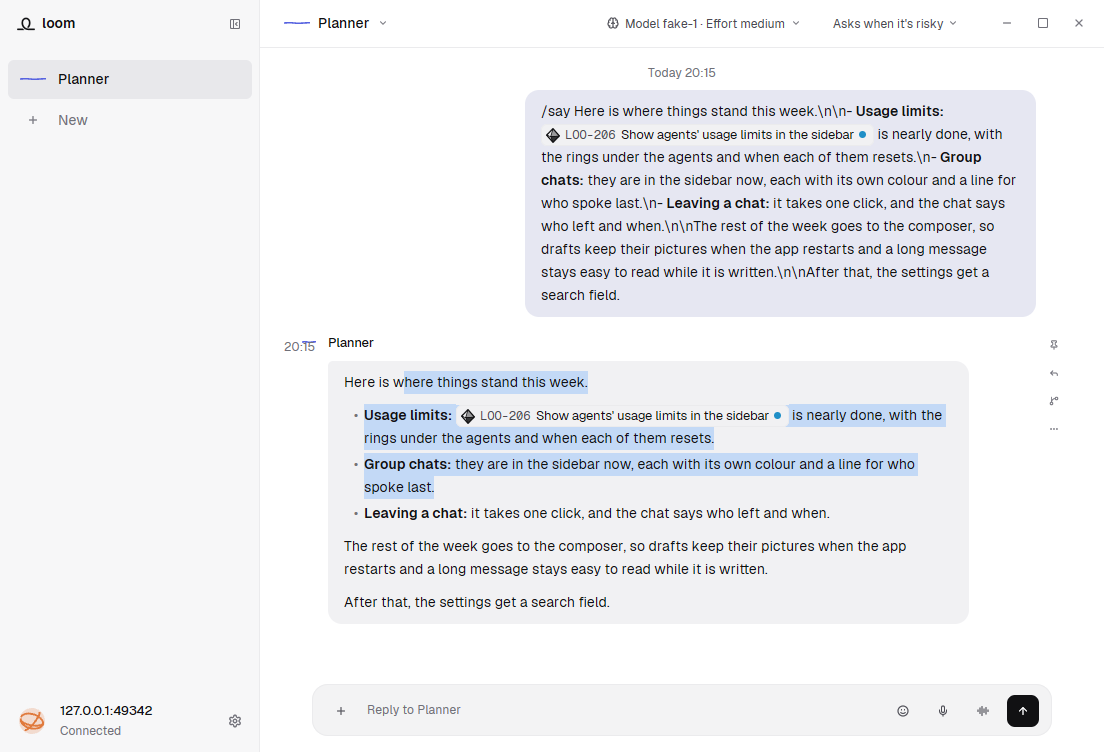 loom
Planner
Model fake-1 · Effort medium
Asks when it's risky
Planner
New
Today 20:15
/say Here is where things stand this week.\n\n- Usage limits:
LOO-206 Show agents' usage limits in the sidebar is nearly done, with
the rings under the agents and when each of them resets.\n- Group
chats: they are in the sidebar now, each with its own colour and a line for
who spoke last.\n- Leaving a chat: it takes one click, and the chat says
who left and when.\n\nThe rest of the week goes to the composer, so
drafts keep their pictures when the app restarts and a long message
stays easy to read while it is written.\n\nAfter that, the settings get a
search field.
20:15 Planner
Here is where things stand this week.
• Usage limits: LOO-206 Show agents' usage limits in the sidebar is nearly done, with the
rings under the agents and when each of them resets.
• Group chats: they are in the sidebar now, each with its own colour and a line for who
spoke last.
• Leaving a chat: it takes one click, and the chat says who left and when.
The rest of the week goes to the composer, so drafts keep their pictures when the app
restarts and a long message stays easy to read while it is written.
After that, the settings get a search field.
127.0.0.1:49342
Connected
Reply to Planner